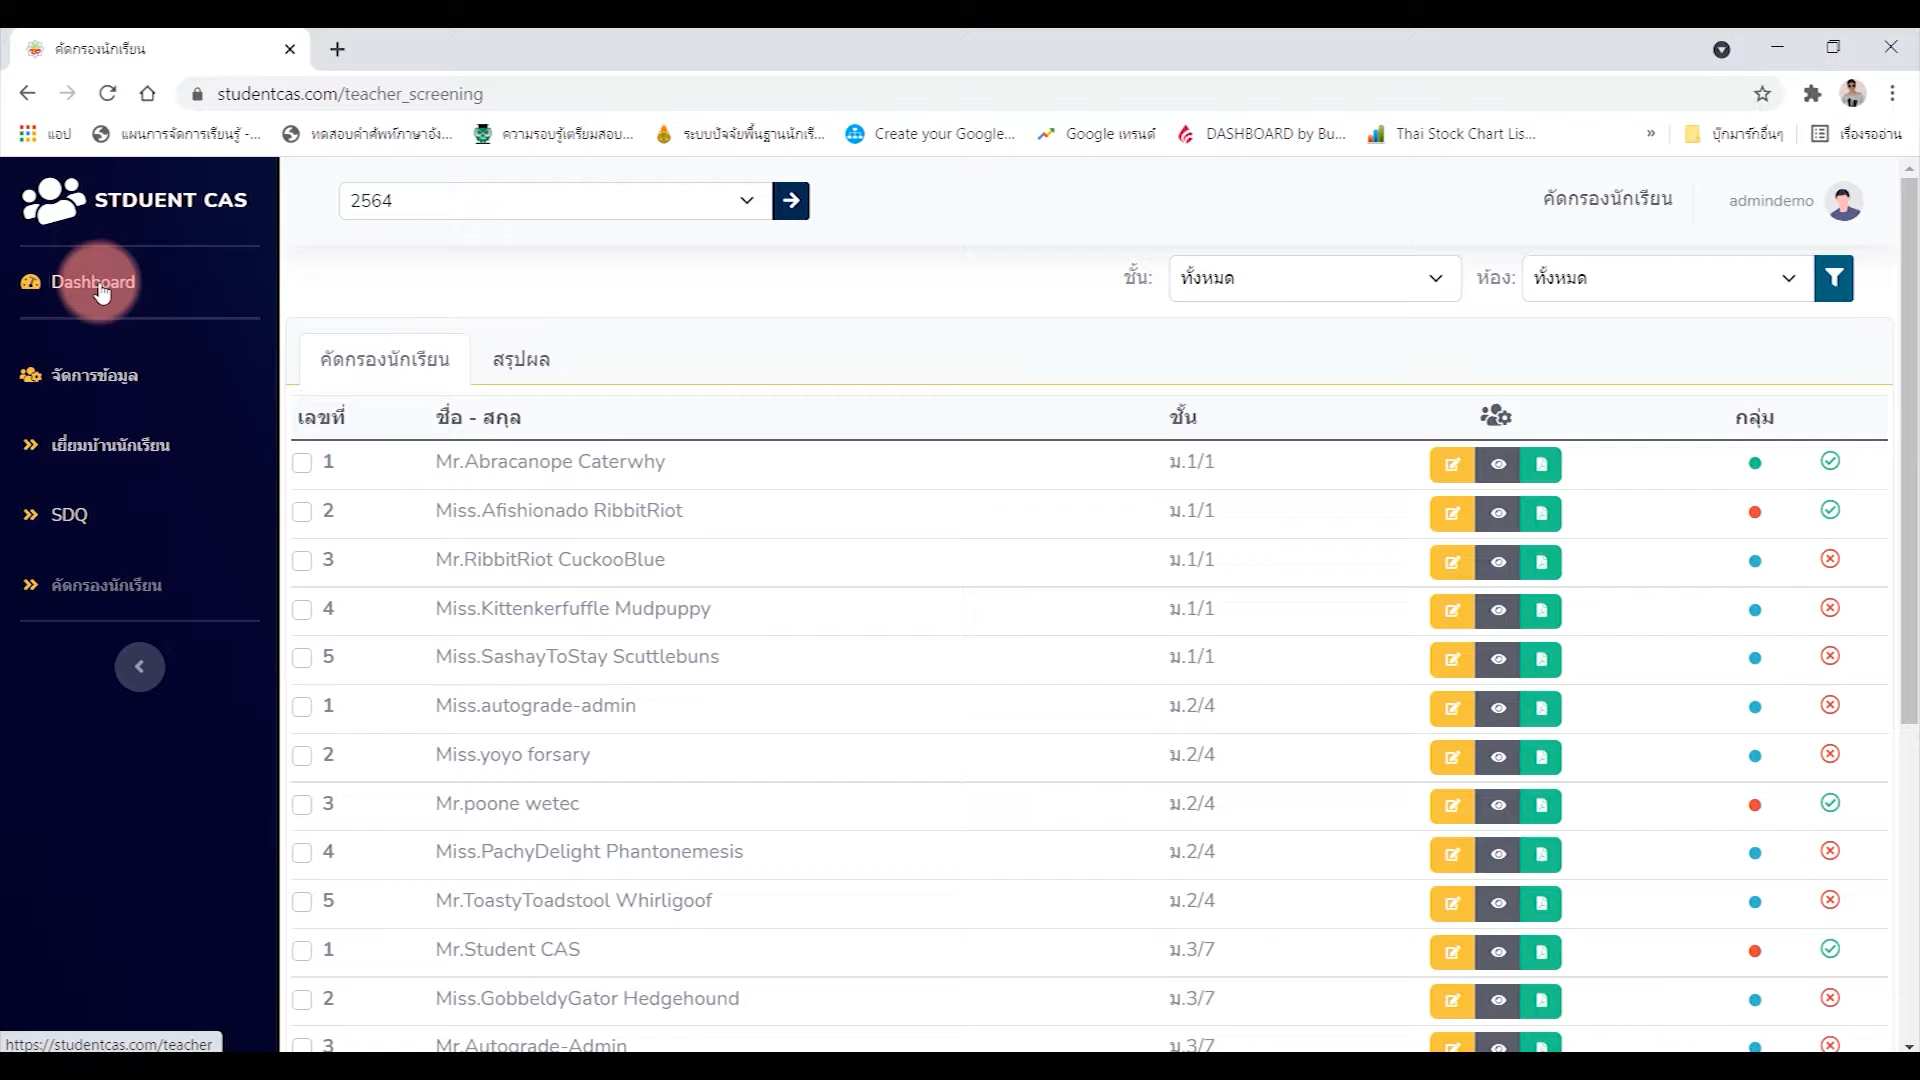 คัดกรองนักเรียน
studentcas.com/teacher_screening
แอป แผนการจัดการเรียนรู้ -... ทดสอบคำศัพท์ภาษาอัง... ความรอบรู้เตรียมสอบ... ระบบปัจจัยพื้นฐานนักเรี... Create your Google... Google เทรนด์ DASHBOARD by Bu... Thai Stock Chart Lis... » บุ๊กมาร์กอื่นๆ เรื่องรออ่าน
STDUENT CAS
2564
คัดกรองนักเรียน
admindemo
Dashboard
ชั้น: ทั้งหมด ห้อง: ทั้งหมด
จัดการข้อมูล
เยี่ยมบ้านนักเรียน
SDQ
คัดกรองนักเรียน
คัดกรองนักเรียน สรุปผล
เลขที่ ชื่อ - สกุล ชั้น กลุ่ม
1 Mr.Abracanope Caterwhy ม.1/1
2 Miss.Afishionado RibbitRiot ม.1/1
3 Mr.RibbitRiot CuckooBlue ม.1/1
4 Miss.Kittenkerfuffle Mudpuppy ม.1/1
5 Miss.SashayToStay Scuttlebuns ม.1/1
1 Miss.autograde-admin ม.2/4
2 Miss.yoyo forsary ม.2/4
3 Mr.poone wetec ม.2/4
4 Miss.PachyDelight Phantonemesis ม.2/4
5 Mr.ToastyToadstool Whirligoof ม.2/4
1 Mr.Student CAS ม.3/7
2 Miss.GobbeldyGator Hedgehound ม.3/7
3 Mr.Autograde-Admin ม.3/7
https://studentcas.com/teacher